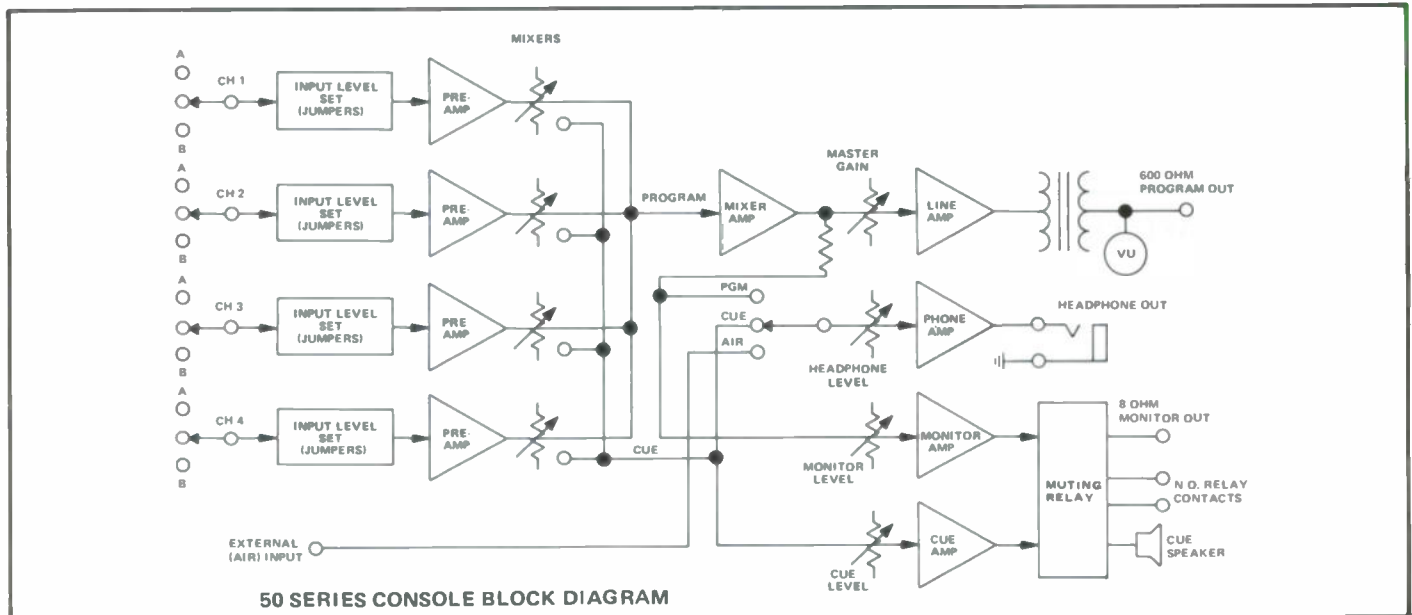 MIXERS
A
CH 1
B
INPUT LEVEL
SET
(JUMPERS)
PRE-
AMP
A
CH 2
B
INPUT LEVEL
SET
(JUMPERS)
PRE-
AMP
A
CH 3
B
INPUT LEVEL
SET
(JUMPERS)
PRE
AMP
A
CH 4
B
INPUT LEVEL
SET
(JUMPERS)
PRE-
AMP
PROGRAM
MIXER
AMP
MASTER
GAIN
LINE
AMP
600 OHM
PROGRAM OUT
VU
PGM
CUE
AIR
HEADPHONE
LEVEL
PHONE
AMP
HEADPHONE OUT
CUE
MONITOR
LEVEL
MONITOR
AMP
MUTING
RELAY
8 OHM
MONITOR OUT
N.O. RELAY
CONTACTS
CUE
SPEAKER
CUE
LEVEL
CUE
AMP
EXTERNAL
(AIR) INPUT
50 SERIES CONSOLE BLOCK DIAGRAM